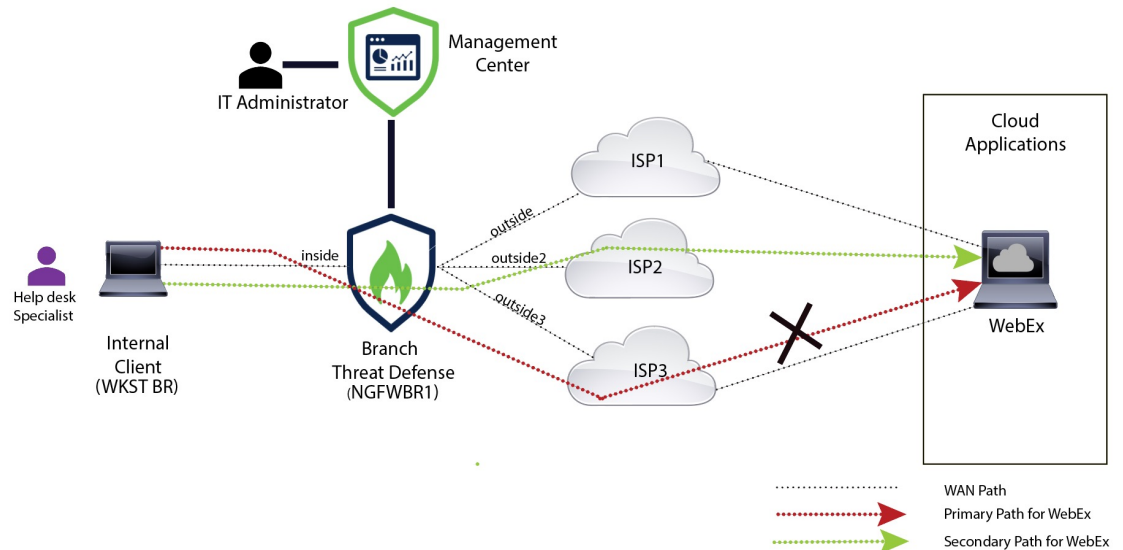 Management
Center
IT Administrator
Cloud
Applications
ISP1
outside
inside
outside2
ISP2
outside3
Help desk
Specialist
Internal
Client
(WKST BR)
Branch
Threat Defense
(NGFWBR1)
ISP3
WebEx
WAN Path
Primary Path for WebEx
Secondary Path for WebEx